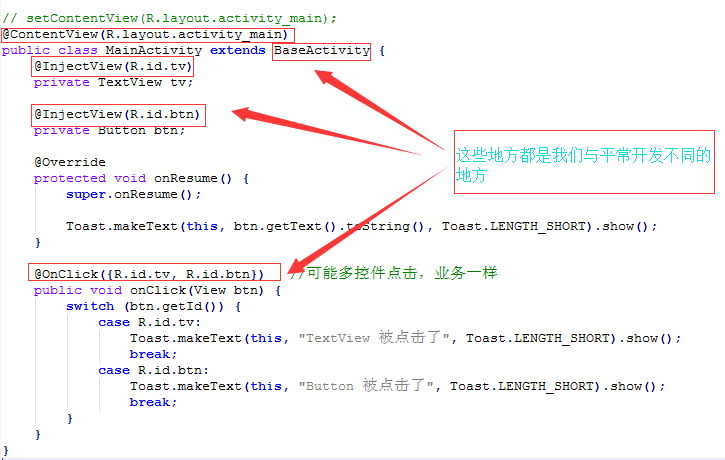 // setContentView(R.layout.activity_main);
@ContentView(R.layout.activity_main)
public class MainActivity extends BaseActivity {
@InjectView(R.id.tv)
private TextView tv;
@InjectView(R.id.btn)
private Button btn;
这些地方都是我们与平常开发不同的
地方
@Override
protected void onResume() {
super.onResume();
Toast.makeText(this, btn.getText().toString(), Toast.LENGTH_SHORT).show();
}
@OnClick({R.id.tv, R.id.btn}) //可能多控件点击，业务一样
public void onClick(View btn) {
switch (btn.getId()) {
case R.id.tv:
Toast.makeText(this, "TextView 被点击了", Toast.LENGTH_SHORT).show();
break;
case R.id.btn:
Toast.makeText(this, "Button 被点击了", Toast.LENGTH_SHORT).show();
break;
}
}
}